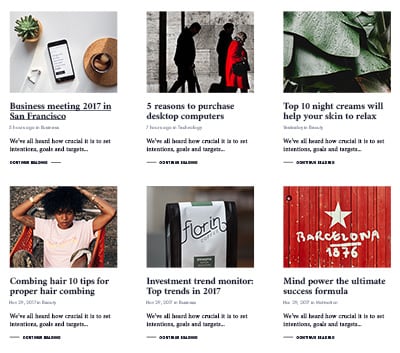 Business meeting 2017 in
San Francisco
5 hours ago in Business
We've all heard how crucial it is to set
intentions, goals and targets...
CONTINUE READING
5 reasons to purchase
desktop computers
7 hours ago in Technology
We've all heard how crucial it is to set
intentions, goals and targets...
CONTINUE READING
Top 10 night creams will
help your skin to relax
Yesterday in Beauty
We've all heard how crucial it is to set
intentions, goals and targets...
CONTINUE READING
Combing hair 10 tips for
proper hair combing
Nov 29, 2017 in Beauty
We've all heard how crucial it is to set
intentions, goals and targets...
CONTINUE READING
florin
COFFEE
Investment trend monitor:
Top trends in 2017
Nov 29, 2017 in Business
We've all heard how crucial it is to set
intentions, goals and targets...
CONTINUE READING
BARCELONA
1876
Mind power the ultimate
success formula
Nov 29, 2017 in Motivation
We've all heard how crucial it is to set
intentions, goals and targets...
CONTINUE READING